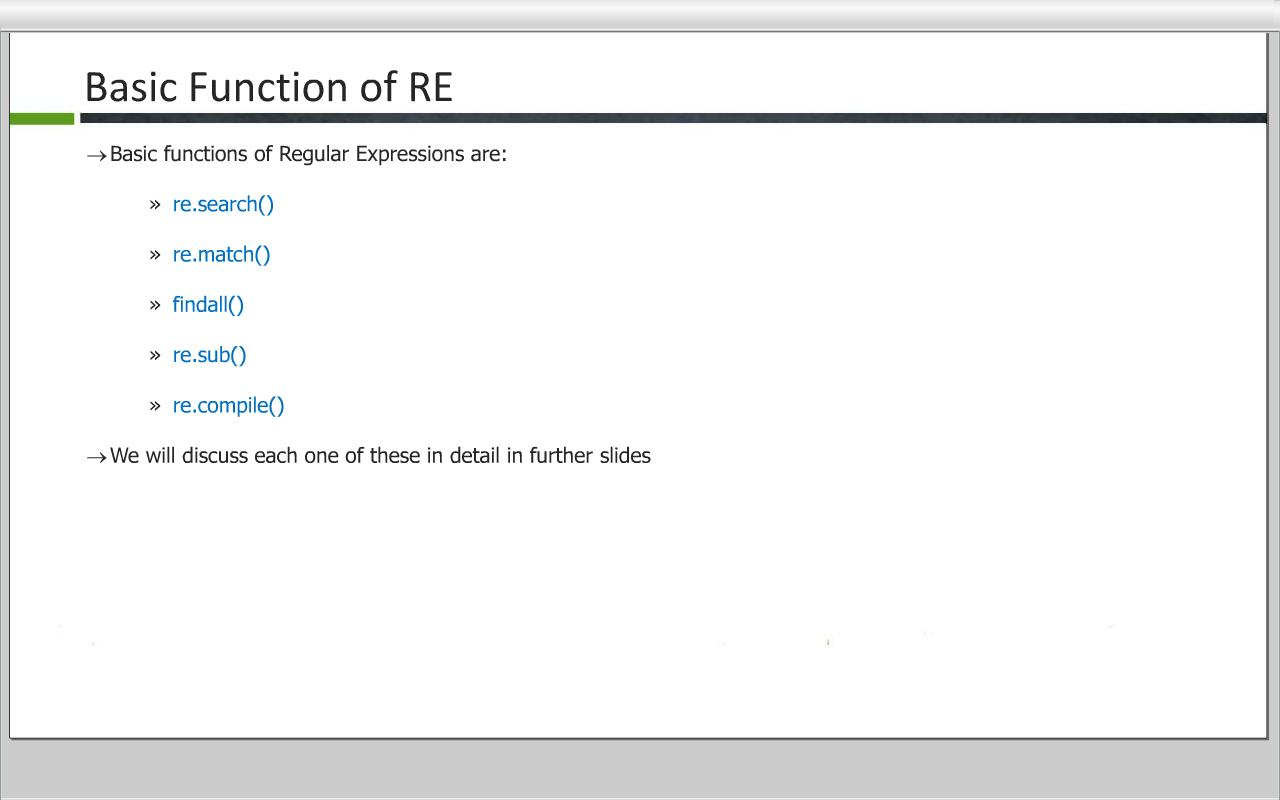 Basic Function of RE
→Basic functions of Regular Expressions are:
» re.search()
» re.match()
» findall()
» re.sub()
» re.compile()
→We will discuss each one of these in detail in further slides